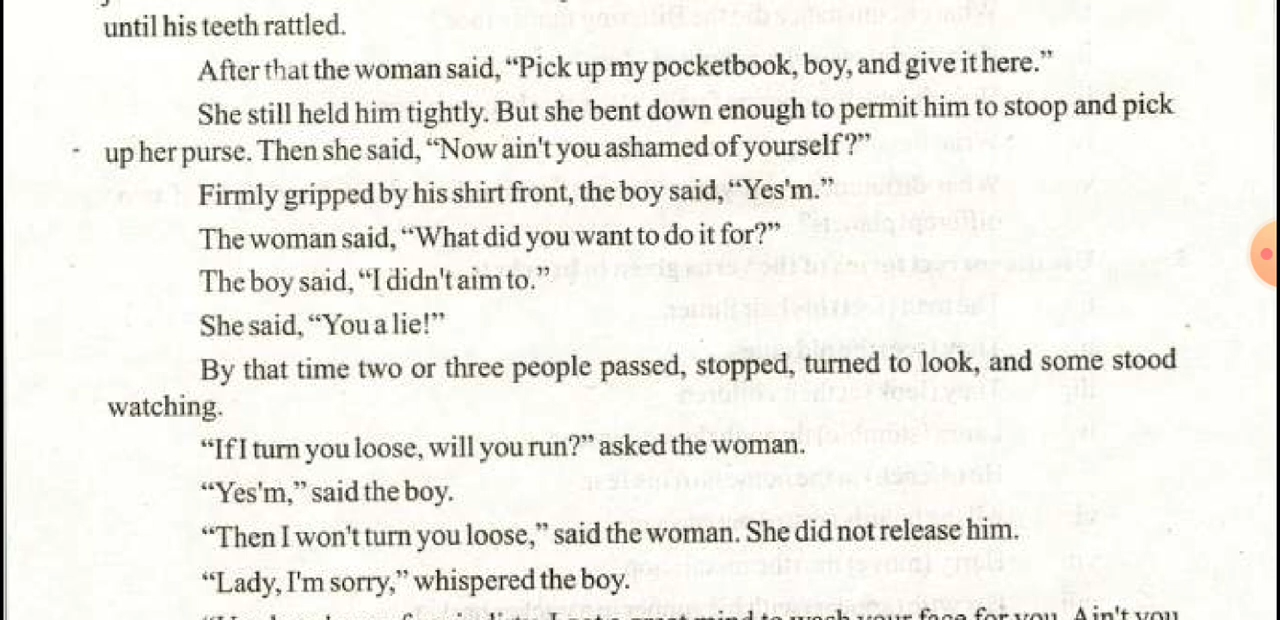 until his teeth rattled.
After that the woman said, “Pick up my pocketbook, boy, and give it here.”
She still held him tightly. But she bent down enough to permit him to stoop and pick
up her purse. Then she said, “Now ain't you ashamed of yourself?”
Firmly gripped by his shirt front, the boy said, “Yes'm.”
The woman said, “What did you want to do it for?”
The boy said, “I didn't aim to.”
She said, “You a lie!”
By that time two or three people passed, stopped, turned to look, and some stood
watching.
“If I turn you loose, will you run?” asked the woman.
“Yes'm,” said the boy.
“Then I won't turn you loose,” said the woman. She did not release him.
“Lady, I'm sorry,” whispered the boy.
your face for you. Ain't you